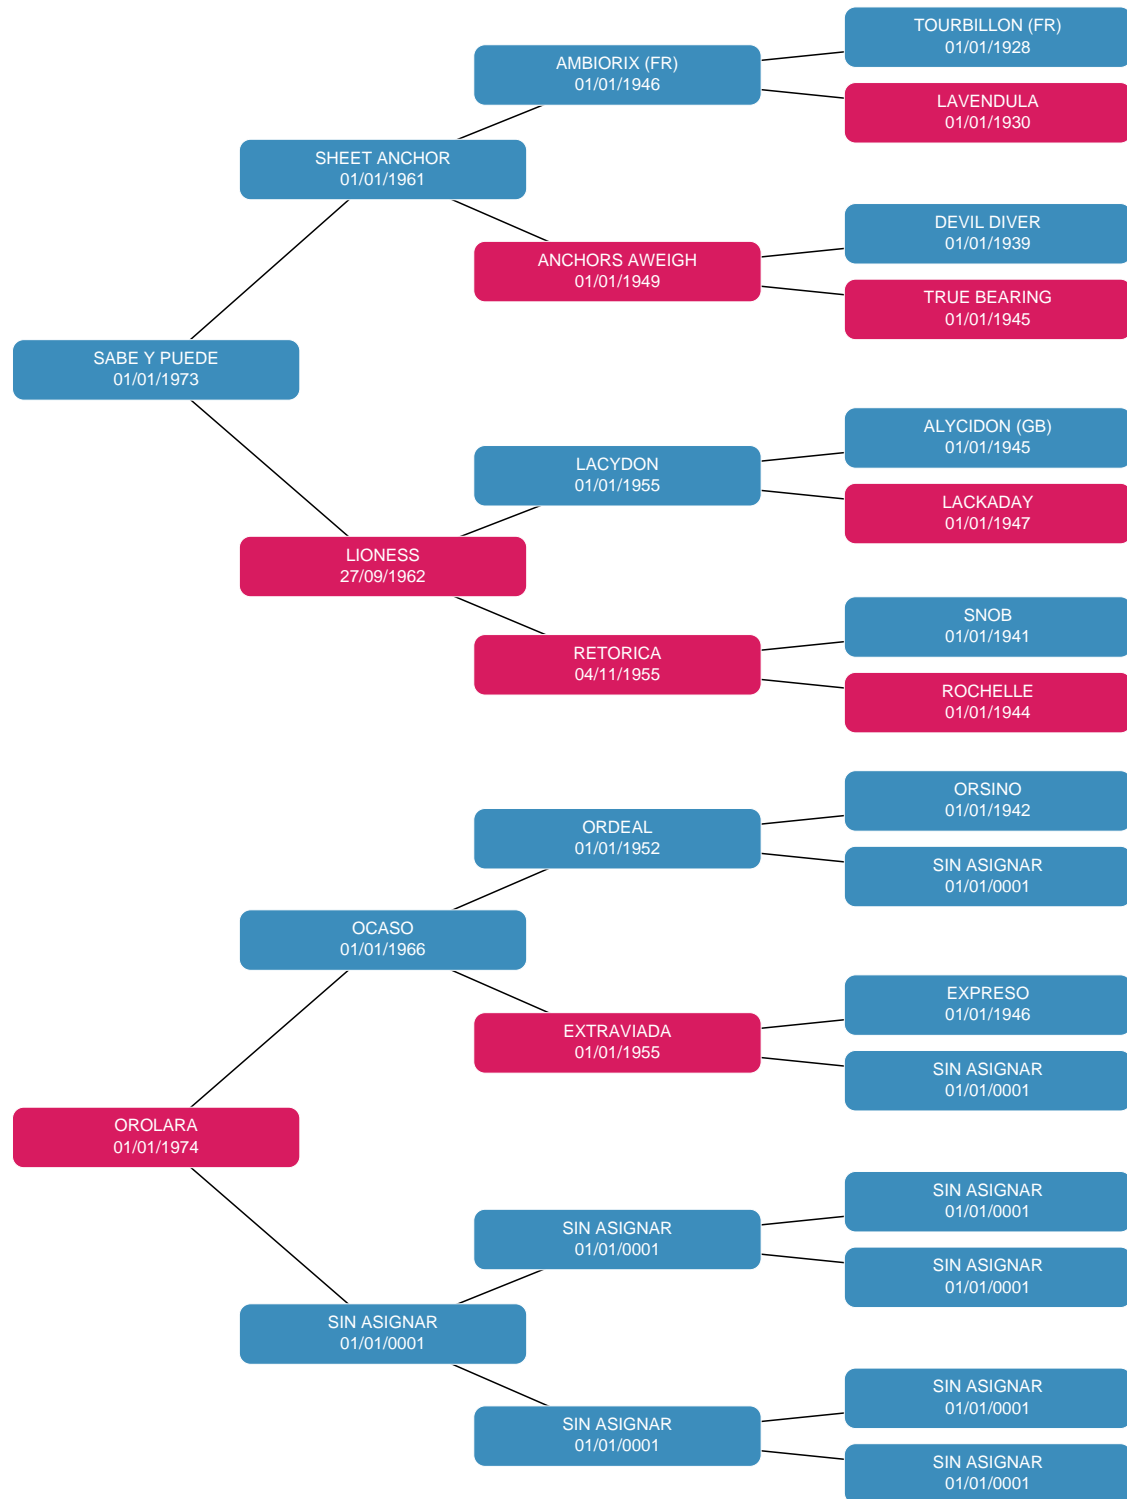 TOURBILLON (FR)
01/01/1928
AMBIORIX (FR)
01/01/1946
LAVENDULA
01/01/1930
SHEET ANCHOR
01/01/1961
DEVIL DIVER
01/01/1939
ANCHORS AWEIGH
01/01/1949
TRUE BEARING
01/01/1945
SABE Y PUEDE
01/01/1973
ALYCIDON (GB)
01/01/1945
LACYDON
01/01/1955
LACKADAY
01/01/1947
LIONESS
27/09/1962
SNOB
01/01/1941
RETORICA
04/11/1955
ROCHELLE
01/01/1944
ORSINO
01/01/1942
ORDEAL
01/01/1952
SIN ASIGNAR
01/01/0001
OCASO
01/01/1966
EXPRESO
01/01/1946
EXTRAVIADA
01/01/1955
SIN ASIGNAR
01/01/0001
OROLARA
01/01/1974
SIN ASIGNAR
01/01/0001
SIN ASIGNAR
01/01/0001
SIN ASIGNAR
01/01/0001
SIN ASIGNAR
01/01/0001
SIN ASIGNAR
01/01/0001
SIN ASIGNAR
01/01/0001
SIN ASIGNAR
01/01/0001